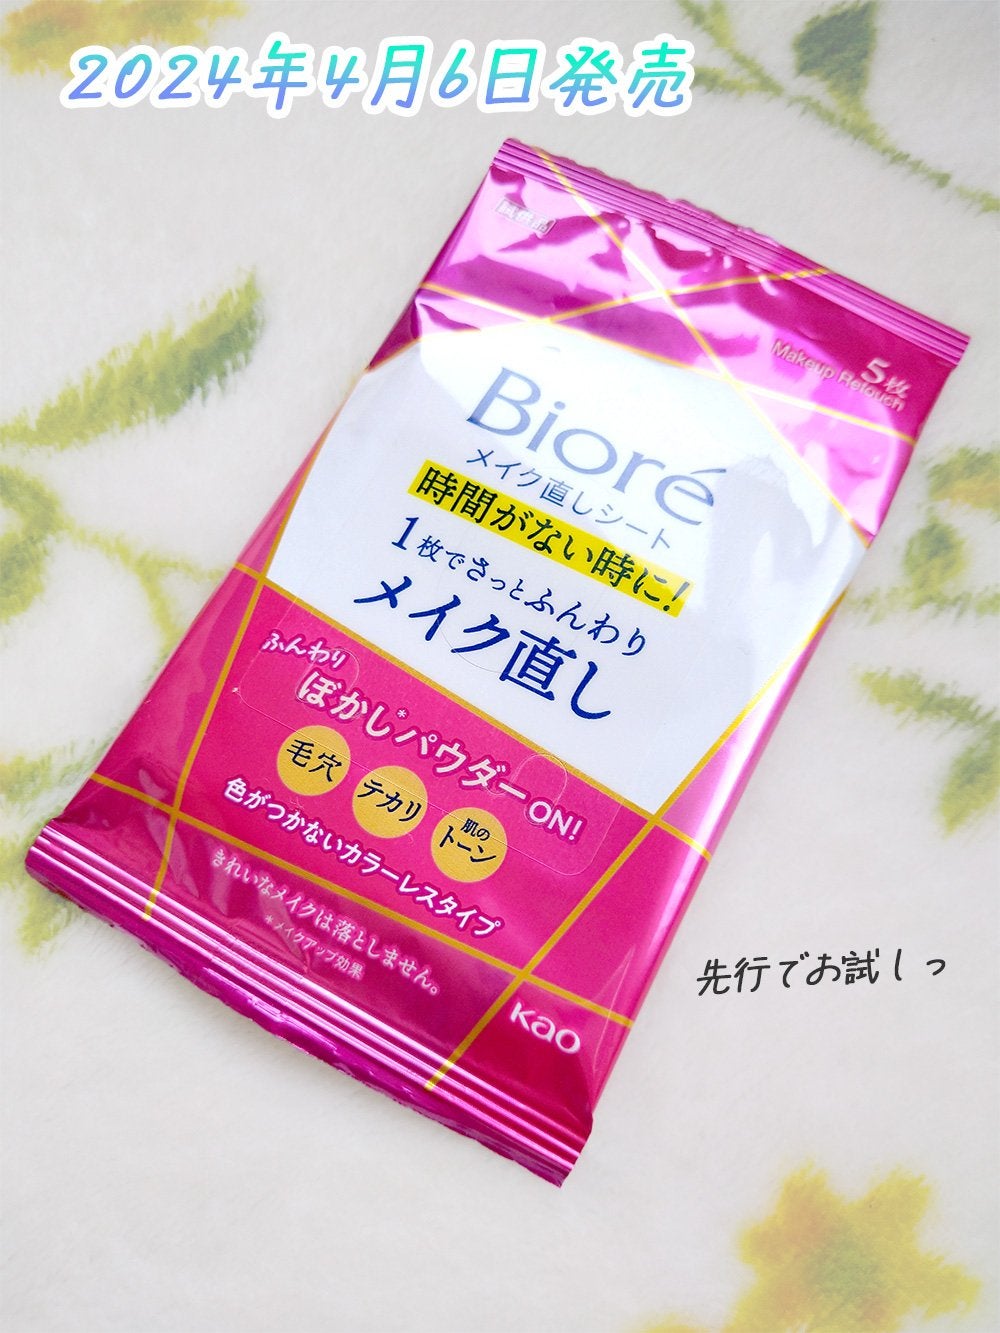 2024年4月6日発売
試供品
5枚
Makeup Retouch
Bioré
メイク直しシート
時間がない時に!
1枚でさっとふんわり
メイク直し
ふんわり
ぼかし*パウダーON!
毛穴
テカリ
肌の
トーン
色がつかないカラーレスタイプ
きれいなメイクは落としません。
*メイクアップ効果
Kao
先行でお試しっ